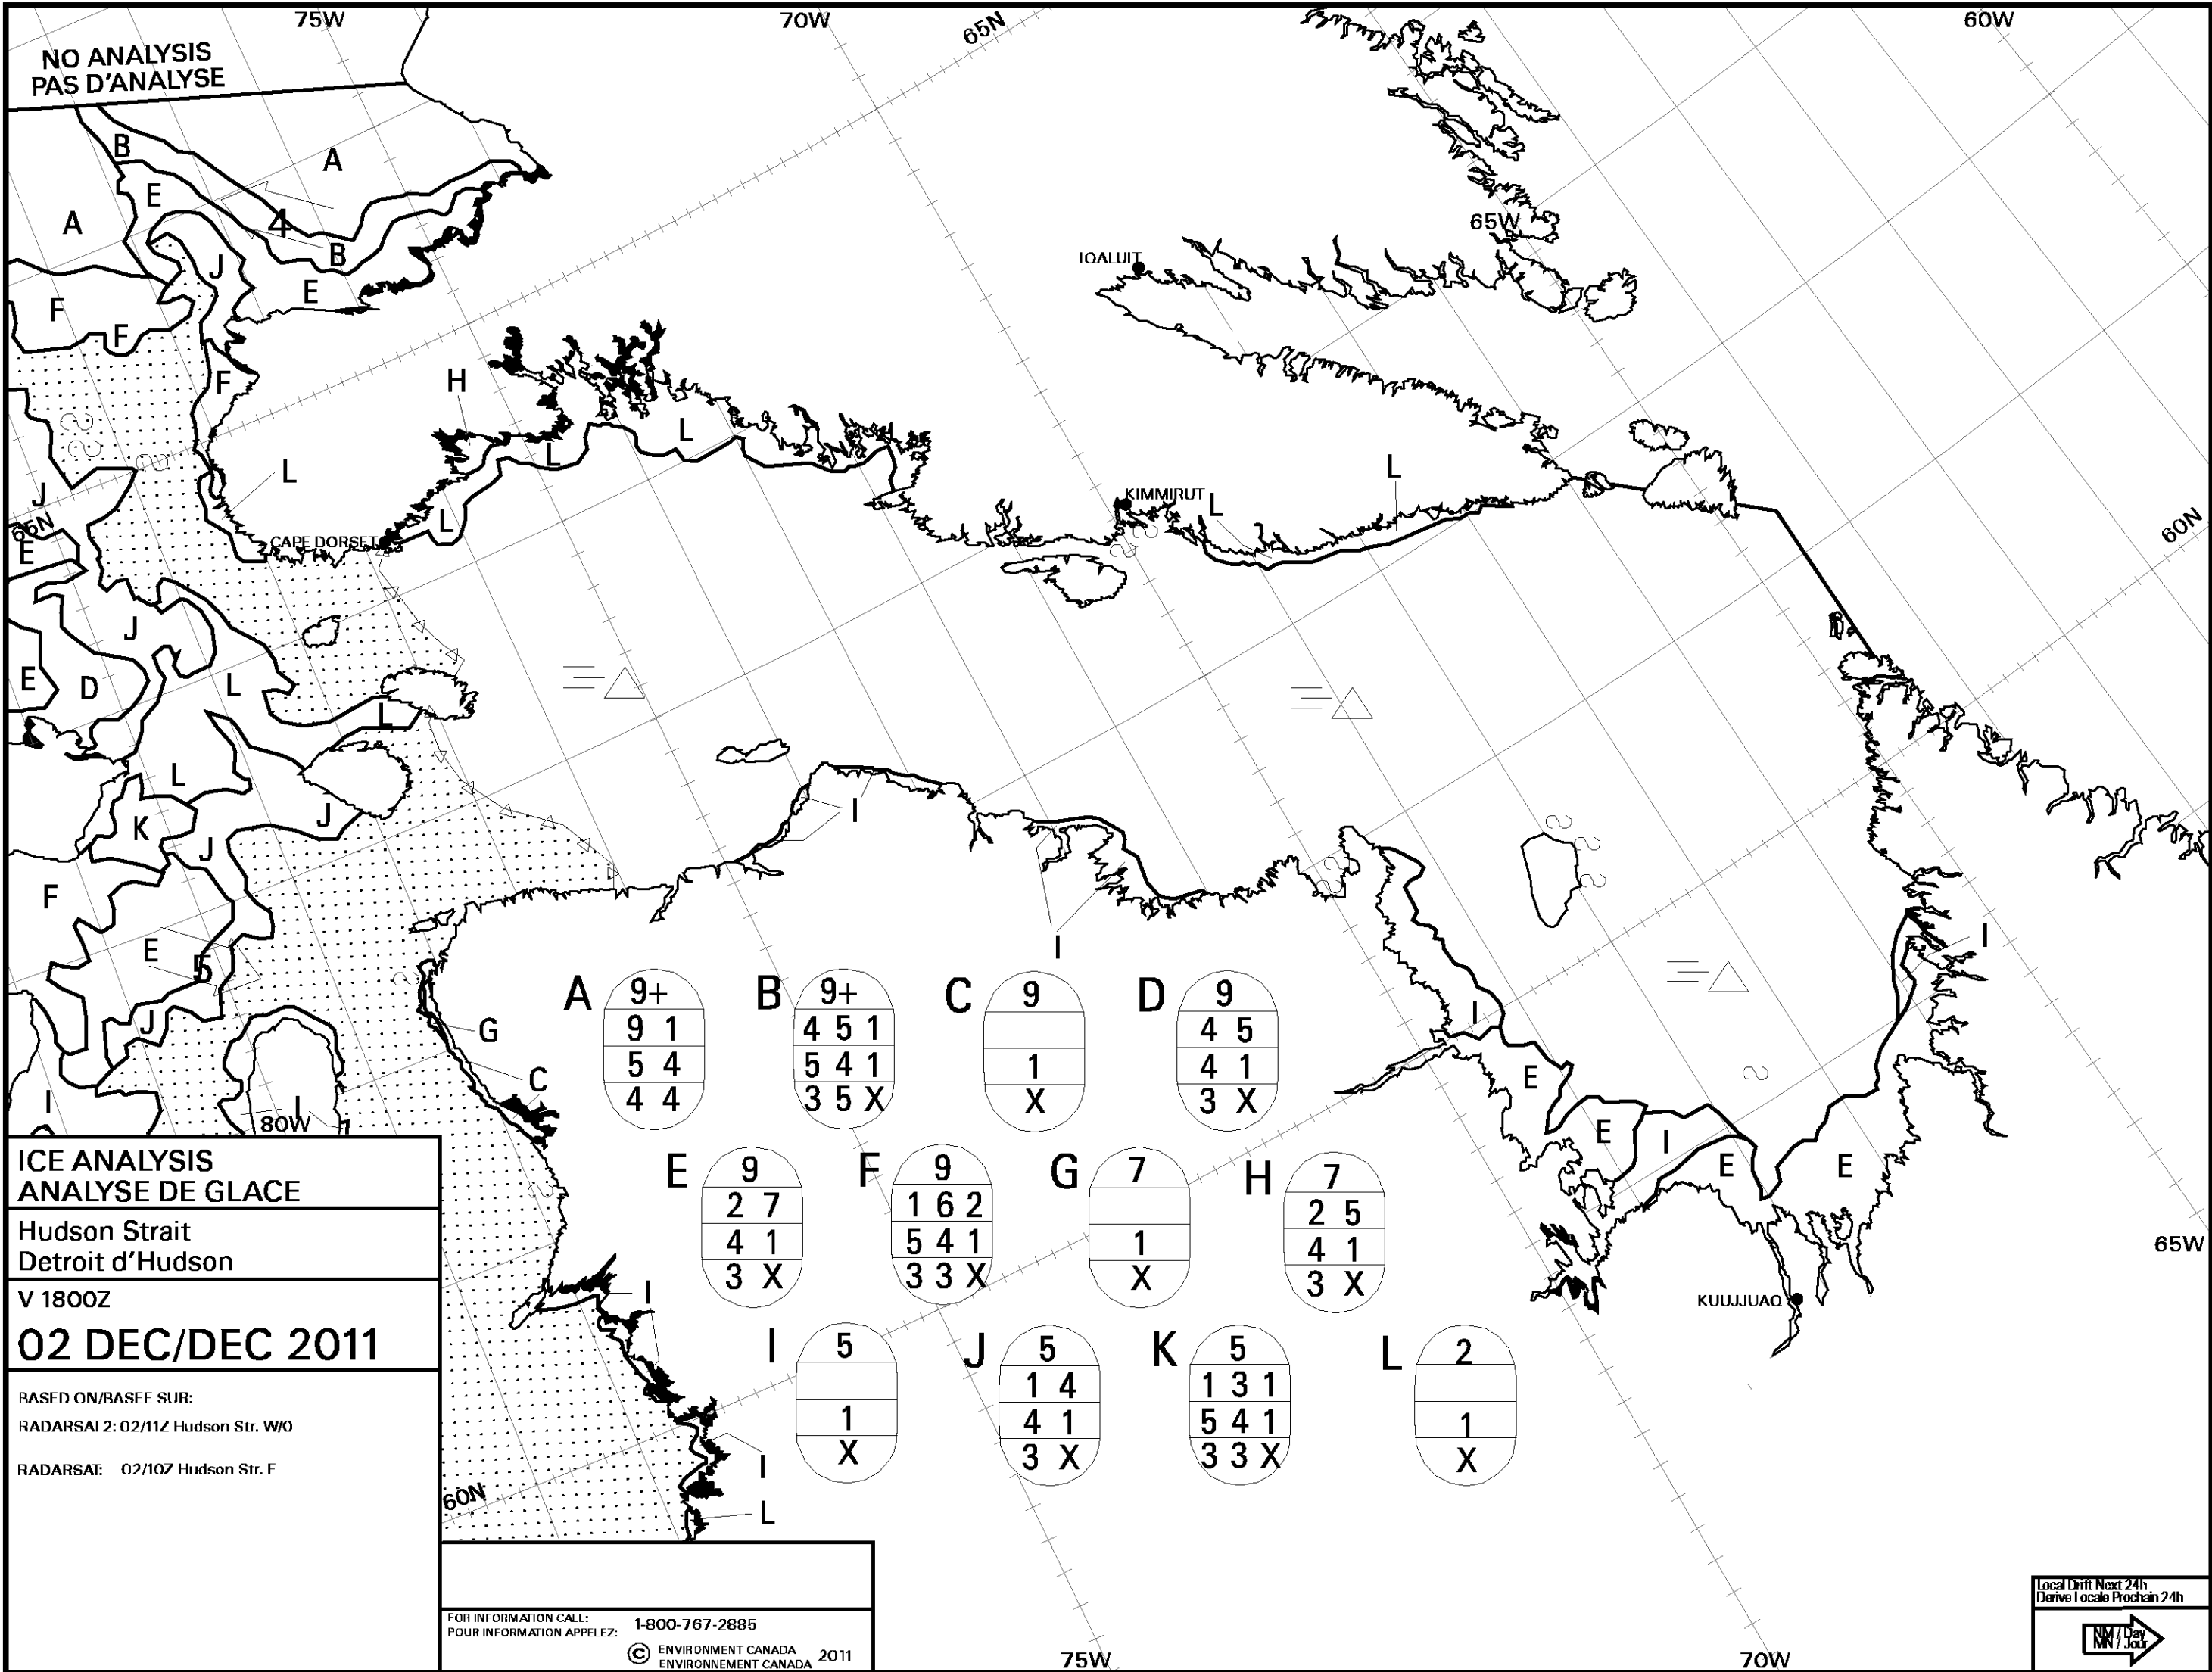 75W
70W
65N
60W
NO ANALYSIS
PAS D'ANALYSE
B
A
E
A
4
B
J
E
F
F
65W
IQALUIT
F
H
L
L
L
J
L
65N
E
KIMMIRUT
L
L
L
CAPE DORSET
60N
J
E
D
L
L
L
K
J
J
I
F
E
5
J
G
C
I
I
80W
I
I
I
E
E
I
E
E
A
9+
9 1
5 4
4 4
B
9+
4 5 1
5 4 1
3 5 X
C
9
1
X
D
9
4 5
4 1
3 X
E
9
2 7
4 1
3 X
F
9
1 6 2
5 4 1
3 3 X
G
7
1
X
H
7
2 5
4 1
3 X
I
5
1
X
J
5
1 4
4 1
3 X
K
5
1 3 1
5 4 1
3 3 X
L
2
1
X
65W
KUUJJUAQ
I
I
L
60N
75W
70W
ICE ANALYSIS
ANALYSE DE GLACE
Hudson Strait
Detroit d'Hudson
V 1800Z
02 DEC/DEC 2011
BASED ON/BASEE SUR:
RADARSAT2: 02/11Z Hudson Str. W/O
RADARSAT: 02/10Z Hudson Str. E
FOR INFORMATION CALL:
POUR INFORMATION APPELEZ:
1-800-767-2885
© ENVIRONMENT CANADA
ENVIRONNEMENT CANADA 2011
Local Drift Next 24h
Derive Locale Prochain 24h
NM / Day
MN / Jour